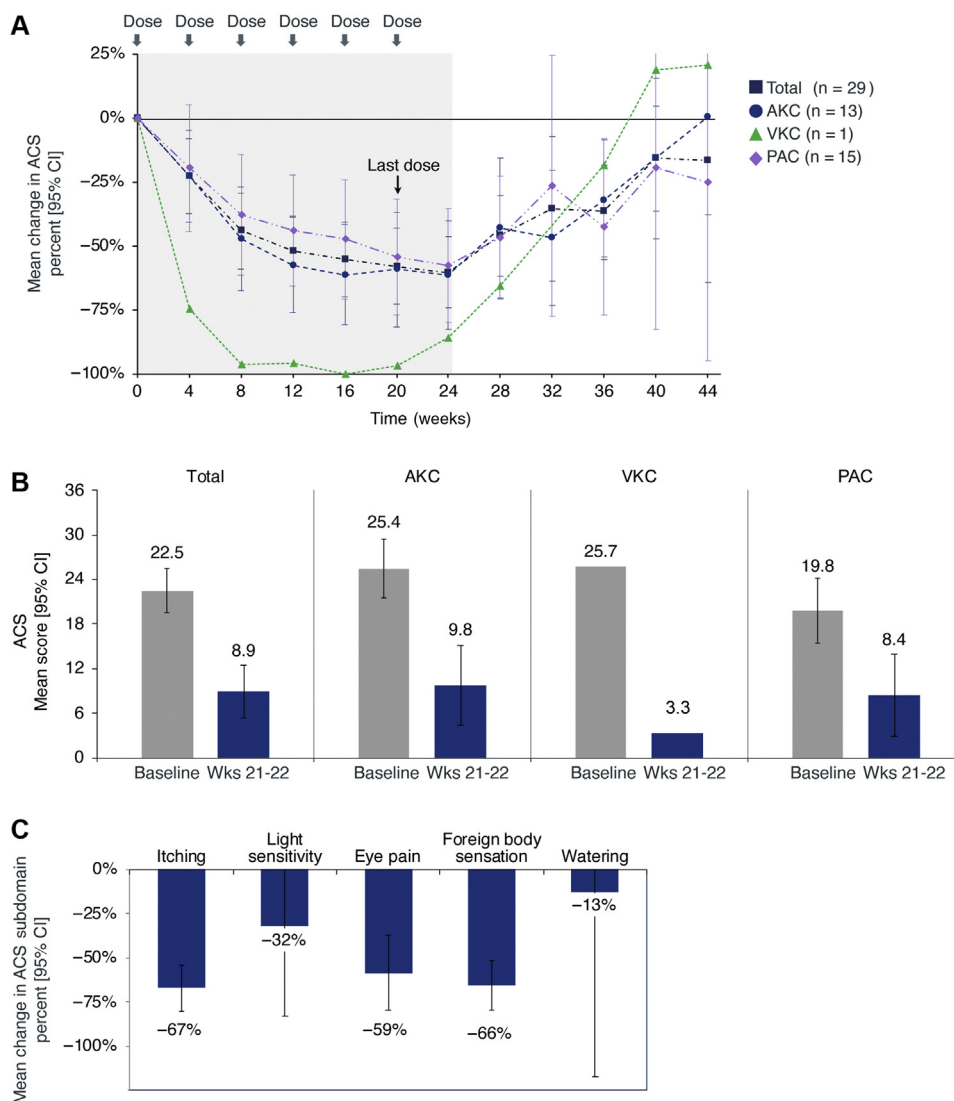 A
Dose Dose Dose Dose Dose Dose
Mean change in ACS
percent [95% CI]
25%
0%
−25%
−50%
−75%
−100%
Last dose
0 4 8 12 16 20 24 28 32 36 40 44
Time (weeks)
Total (n = 29)
AKC (n = 13)
VKC (n = 1)
PAC (n = 15)
B
Total AKC VKC PAC
ACS
Mean score [95% CI]
36
30
24
18
12
6
0
22.5 8.9 25.4 9.8 25.7 3.3 19.8 8.4
Baseline Wks 21-22 Baseline Wks 21-22 Baseline Wks 21-22 Baseline Wks 21-22
C
Mean change in ACS subdomain
percent [95% CI]
0%
−25%
−50%
−75%
−100%
Itching
Light
sensitivity
Eye pain
Foreign body
sensation
Watering
−67% −32% −59% −66% −13%